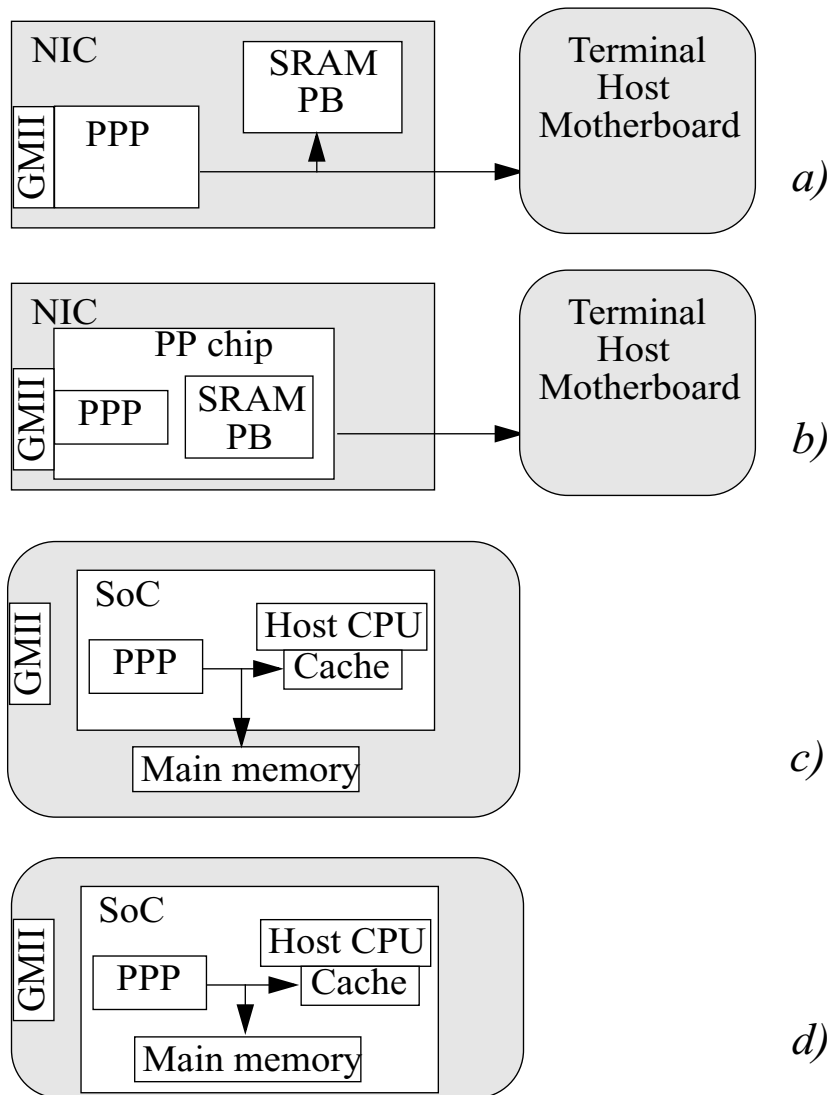 NIC
GMII
PPP
SRAM
PB
Terminal
Host
Motherboard
a)
NIC
PP chip
GMII
PPP
SRAM
PB
Terminal
Host
Motherboard
b)
SoC
GMII
PPP
Host CPU
Cache
Main memory
c)
SoC
GMII
PPP
Host CPU
Cache
Main memory
d)